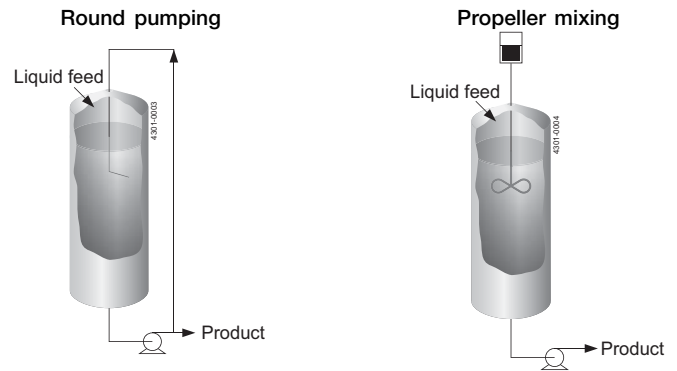 Round pumping
Liquid feed
4301-0003
Product
Propeller mixing
Liquid feed
4301-0004
Product